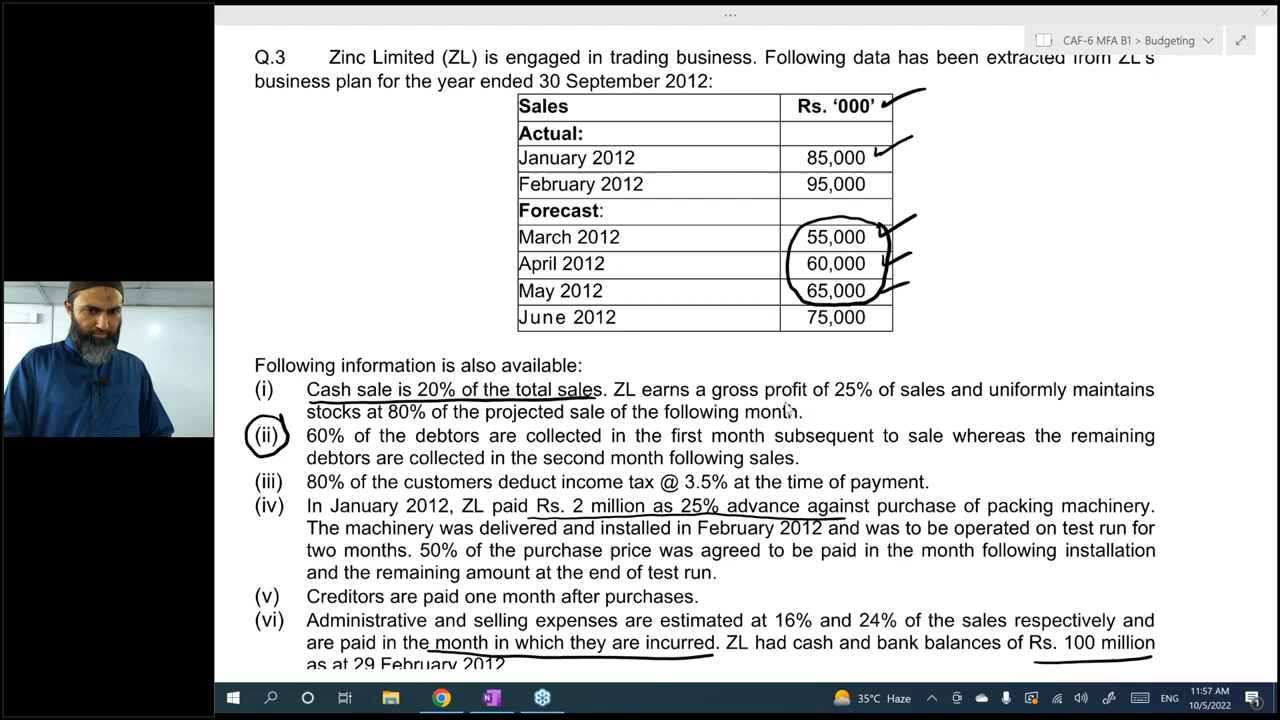 ...
CAF-6 MFA B1 > Budgeting
Q.3 Zinc Limited (ZL) is engaged in trading business. Following data has been extracted from ZL's
business plan for the year ended 30 September 2012:
Sales Rs. ‘000’
Actual:
January 2012 85,000
February 2012 95,000
Forecast:
March 2012 55,000
April 2012 60,000
May 2012 65,000
June 2012 75,000
Following information is also available:
(i) Cash sale is 20% of the total sales. ZL earns a gross profit of 25% of sales and uniformly maintains
stocks at 80% of the projected sale of the following month.
(ii) 60% of the debtors are collected in the first month subsequent to sale whereas the remaining
debtors are collected in the second month following sales.
(iii) 80% of the customers deduct income tax @ 3.5% at the time of payment.
(iv) In January 2012, ZL paid Rs. 2 million as 25% advance against purchase of packing machinery.
The machinery was delivered and installed in February 2012 and was to be operated on test run for
two months. 50% of the purchase price was agreed to be paid in the month following installation
and the remaining amount at the end of test run.
(v) Creditors are paid one month after purchases.
(vi) Administrative and selling expenses are estimated at 16% and 24% of the sales respectively and
are paid in the month in which they are incurred. ZL had cash and bank balances of Rs. 100 million
as at 29 February 2012
35°C Haze
ENG
11:57 AM
10/5/2022